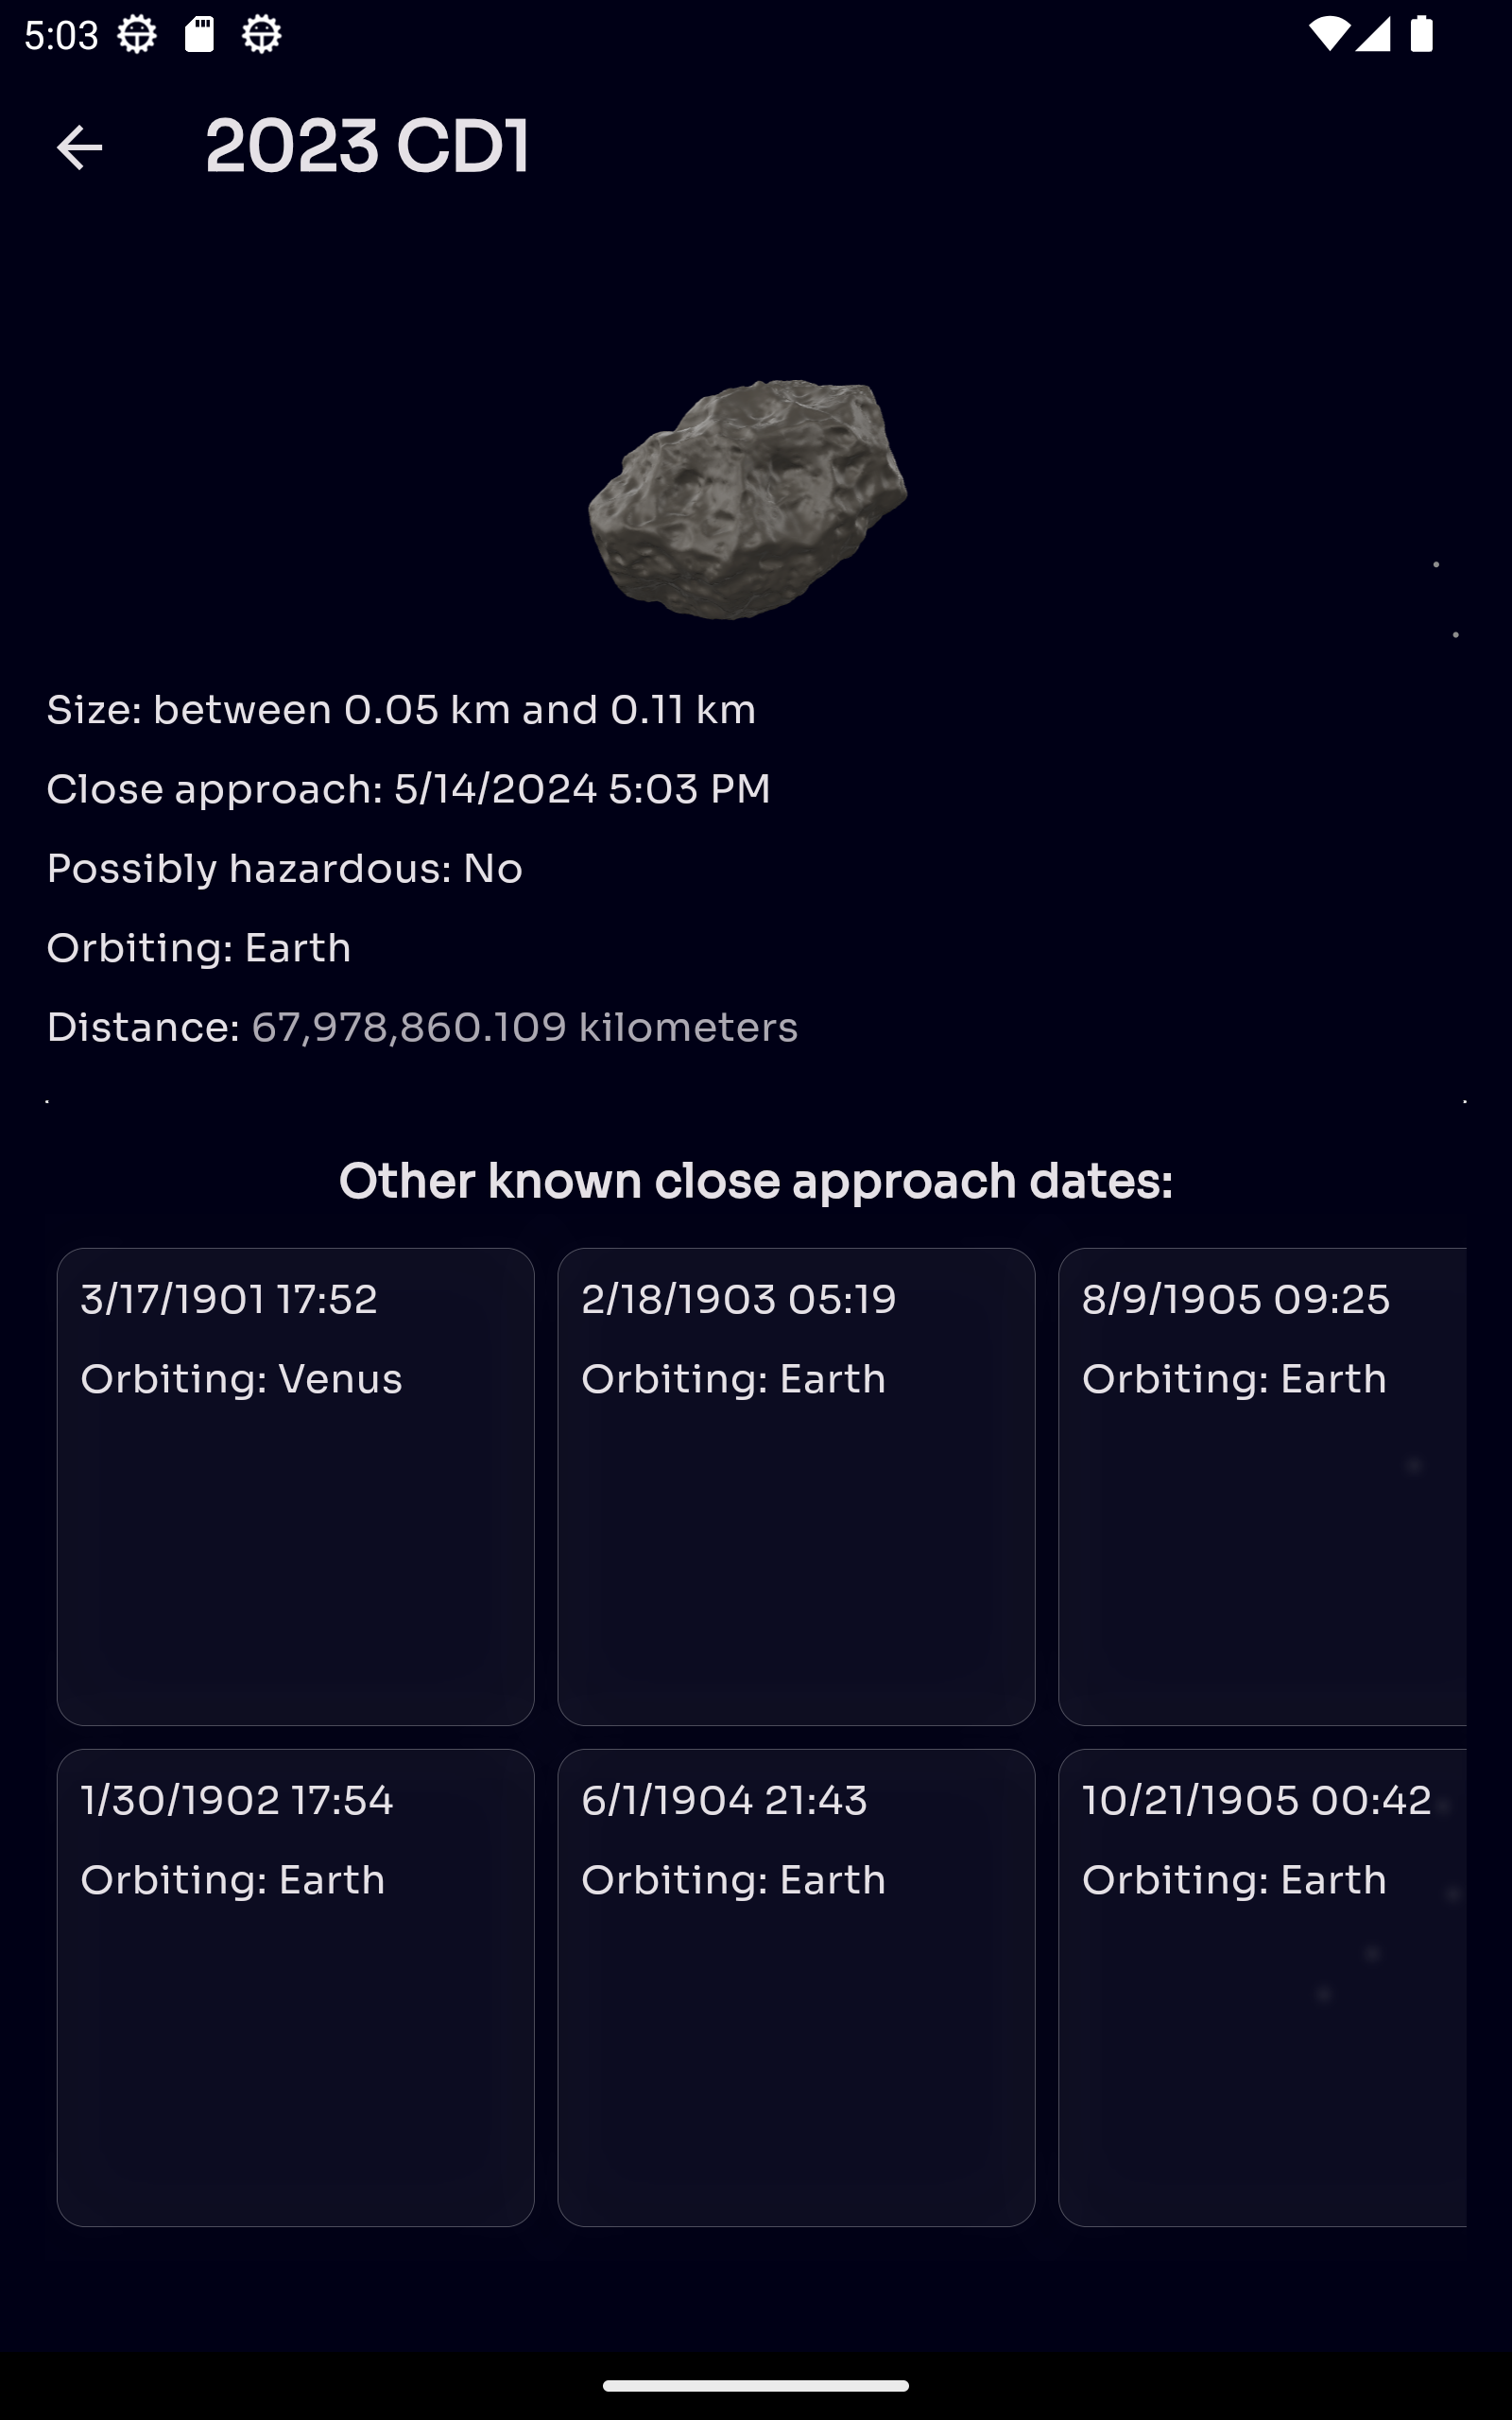 5:03
2023 CD1
Size: between 0.05 km and 0.11 km
Close approach: 5/14/2024 5:03 PM
Possibly hazardous: No
Orbiting: Earth
Distance: 67,978,860.109 kilometers
Other known close approach dates:
3/17/1901 17:52
Orbiting: Venus
2/18/1903 05:19
Orbiting: Earth
8/9/1905 09:25
Orbiting: Earth
1/30/1902 17:54
Orbiting: Earth
6/1/1904 21:43
Orbiting: Earth
10/21/1905 00:42
Orbiting: Earth